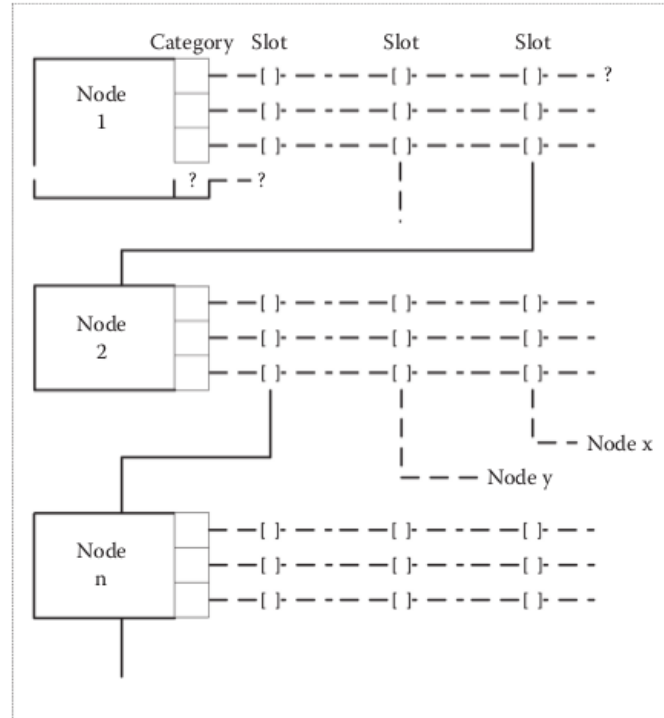 Category Slot Slot Slot
[ ] [ ] [ ] ?
Node
1
[ ] [ ] [ ]
[ ] [ ] [ ]
? ?
[ ] [ ] [ ]
Node
2
[ ] [ ] [ ]
[ ] [ ] [ ]
Node x
Node y
[ ] [ ] [ ]
Node
n
[ ] [ ] [ ]
[ ] [ ] [ ]